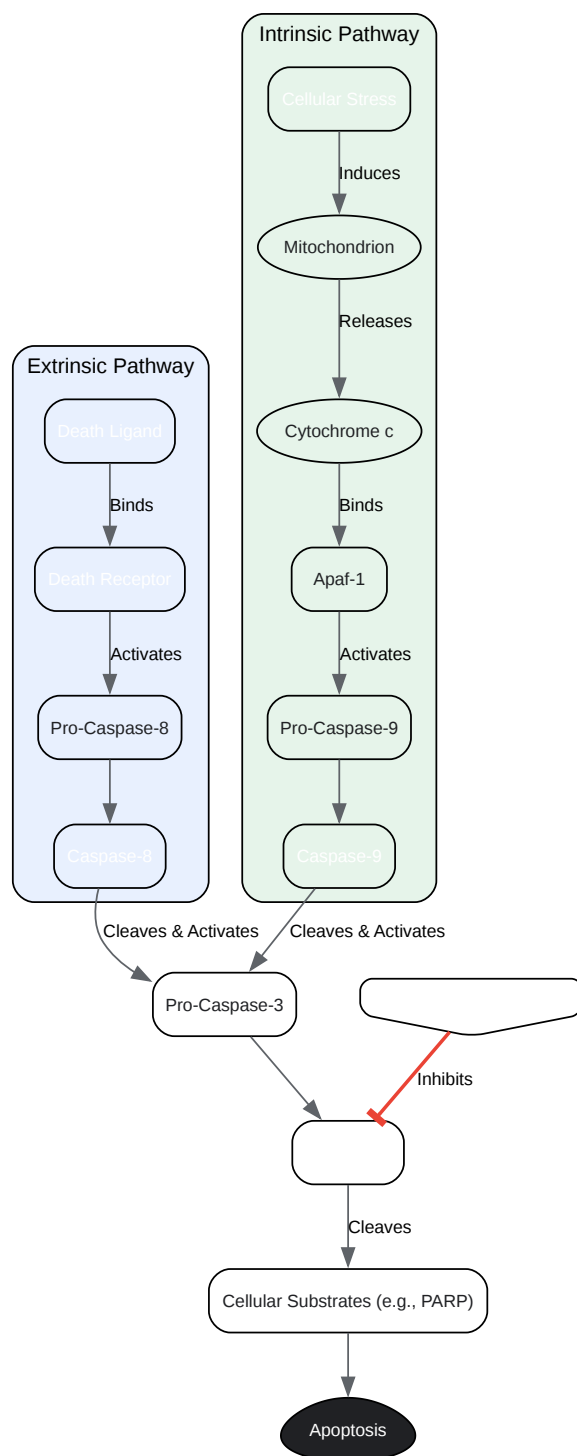 Intrinsic Pathway
Cellular Stress
Induces
Mitochondrion
Releases
Extrinsic Pathway
Death Ligand
Cytochrome c
Binds
Binds
Death Receptor
Apaf-1
Activates
Activates
Pro-Caspase-8
Pro-Caspase-9
Caspase-8
Caspase-9
Cleaves & Activates
Cleaves & Activates
Pro-Caspase-3
Inhibits
Cleaves
Cellular Substrates (e.g., PARP)
Apoptosis